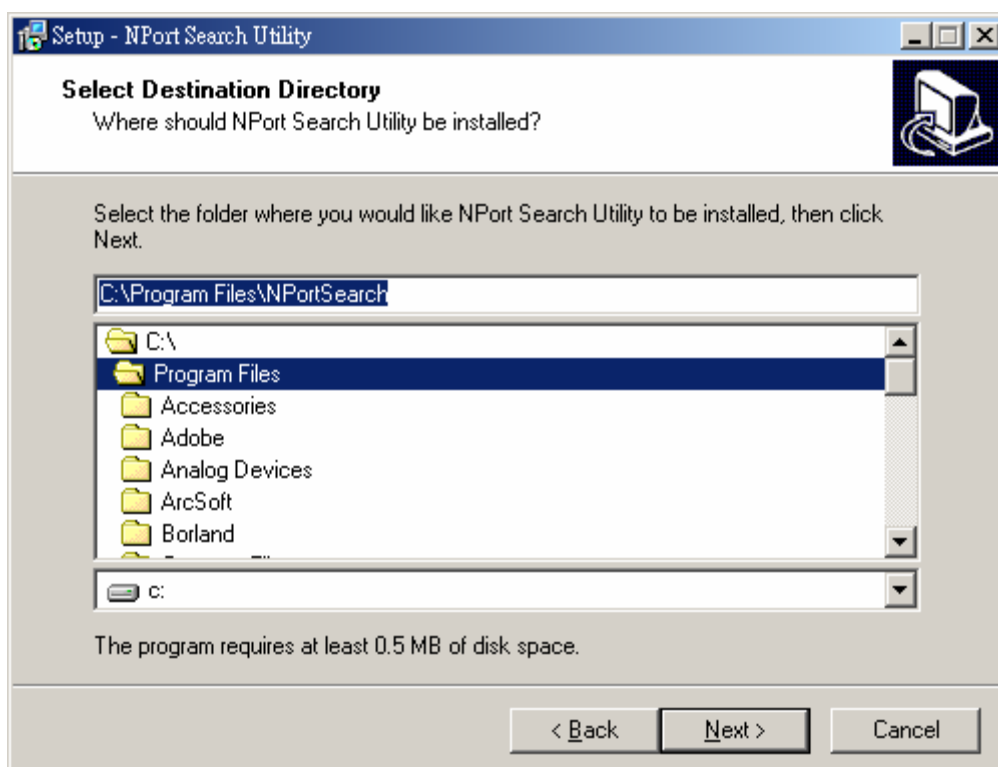 Setup - NPort Search Utility
Select Destination Directory
Where should NPort Search Utility be installed?
Select the folder where you would like NPort Search Utility to be installed, then click
Next.
C:\Program Files\NPortSearch
C:\
Program Files
Accessories
Adobe
Analog Devices
ArcSoft
Borland
c:
The program requires at least 0.5 MB of disk space.
< Back
Next >
Cancel